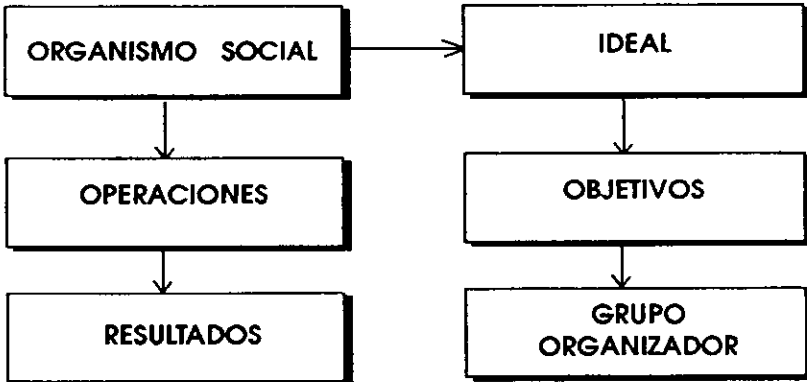 ORGANISMO SOCIAL
IDEAL
OPERACIONES
OBJETIVOS
RESULTADOS
GRUPO
ORGANIZADOR